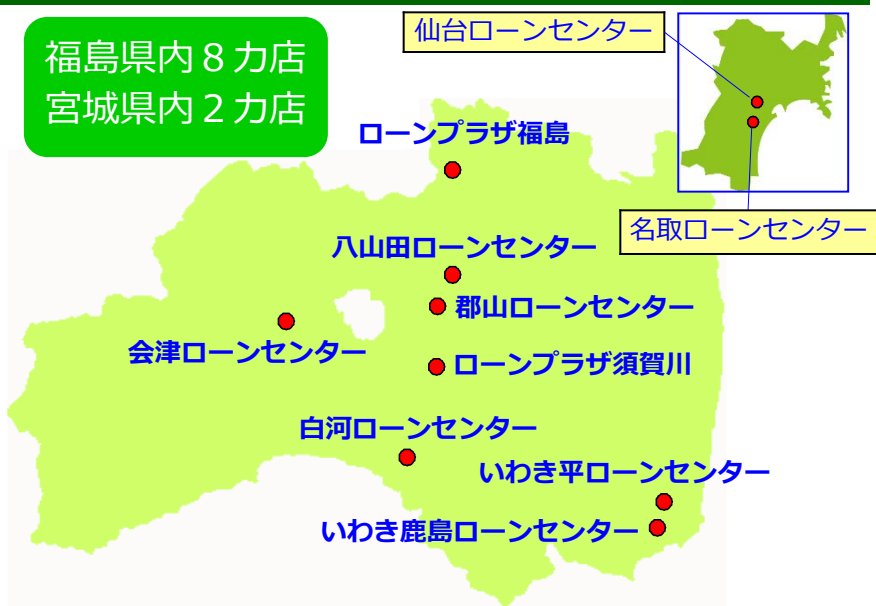 福島県内８カ店
宮城県内２カ店
仙台ローンセンター
ローンプラザ福島
名取ローンセンター
八山田ローンセンター
郡山ローンセンター
会津ローンセンター
ローンプラザ須賀川
白河ローンセンター
いわき平ローンセンター
いわき鹿島ローンセンター